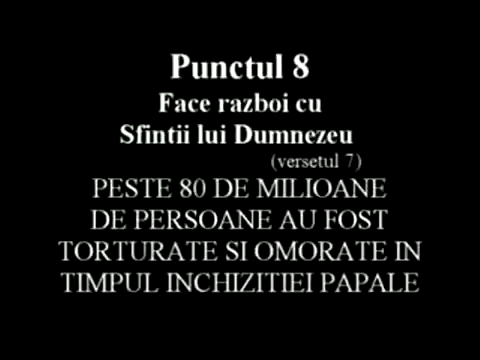 Punctul 8
Face razboi cu
Sfintii lui Dumnezeu
(versetul 7)
PESTE 80 DE MILIOANE
DE PERSOANE AU FOST
TORTURATE SI OMORATE IN
TIMPUL INCHIZITIEI PAPALE